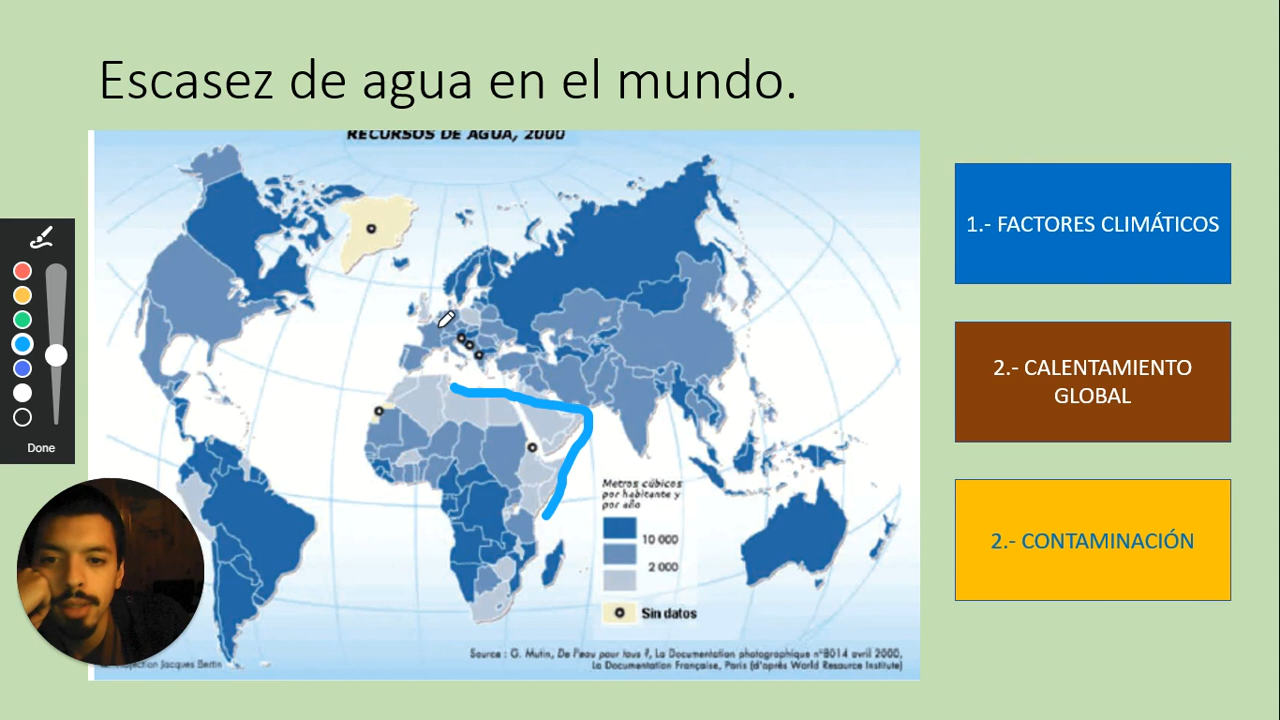 Escasez de agua en el mundo.
RECURSOS DE AGUA, 2000
1.- FACTORES CLIMÁTICOS
2.- CALENTAMIENTO
GLOBAL
2.- CONTAMINACIÓN
Done
Metros cúbicos
por habitante y
por año
10 000
2 000
Sin datos
Source : G. Mutin, De l'eau pour tous ?, La Documentation photographique n°8014 avril 2000,
La Documentation Française, Paris (d'après World Resource Institute)
Jacques Bertin